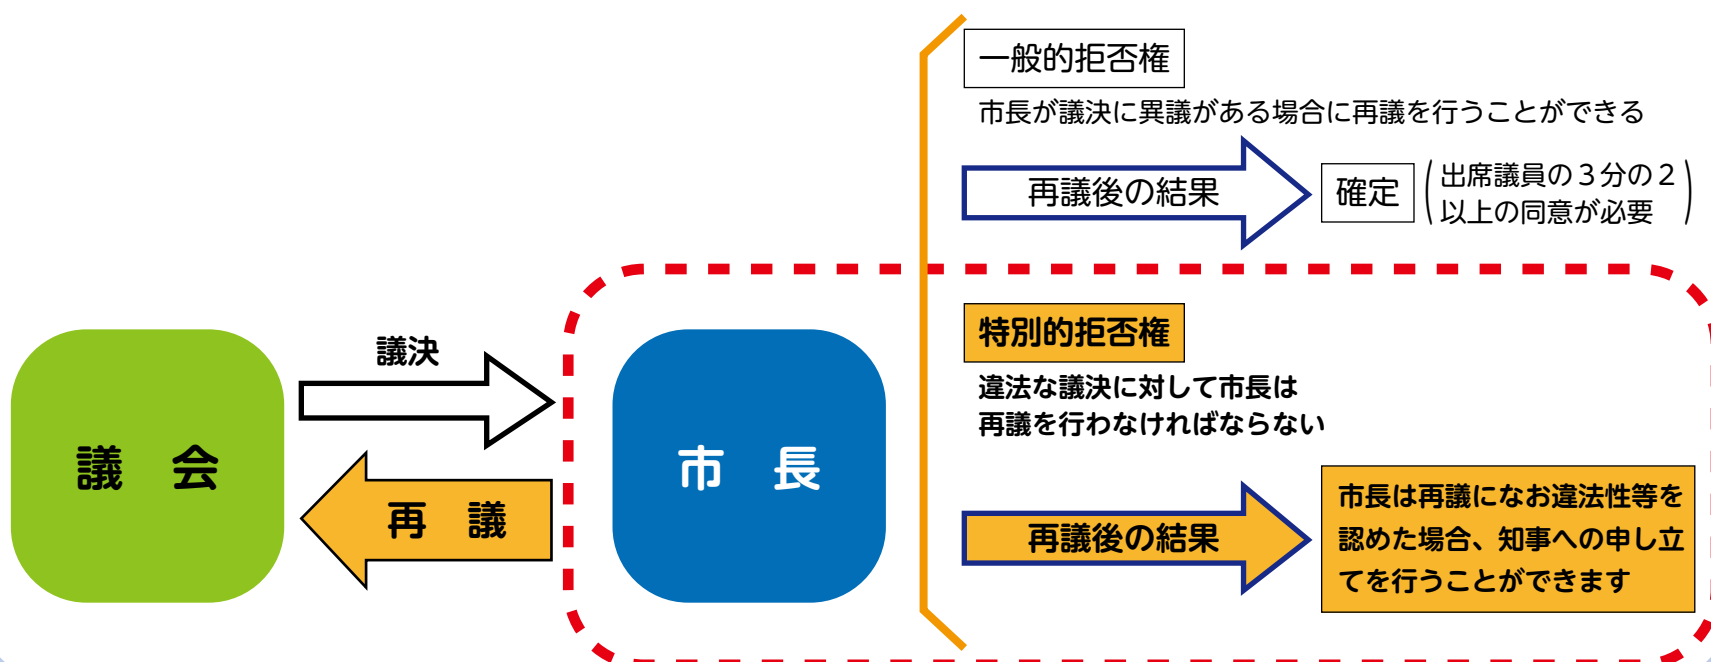 一般的拒否権
市長が議決に異議がある場合に再議を行うことができる
再議後の結果
確定
出席議員の３分の２
以上の同意が必要
議決
議　会
再　議
市　長
特別的拒否権
違法な議決に対して市長は
再議を行わなければならない
再議後の結果
市長は再議になお違法性等を
認めた場合、知事への申し立
てを行うことができます